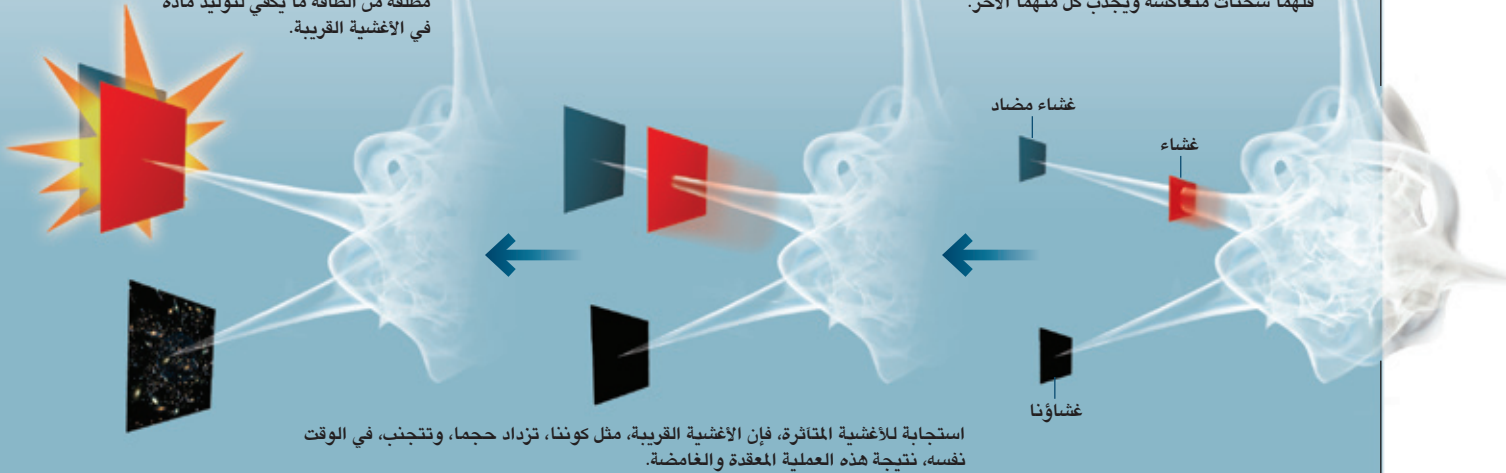 فلهما شحنات متعاكسة ويجذب كل منهما الآخر.
مطلقة من الطاقة ما يكفي لتوليد مادة
في الأغشية القريبة.
غشاء مضاد
غشاء
غشاؤنا
استجابة للأغشية المتأثرة، فإن الأغشية القريبة، مثل كوننا، تزداد حجما، وتتجنب، في الوقت
نفسه، نتيجة هذه العملية المعقدة والغامضة.